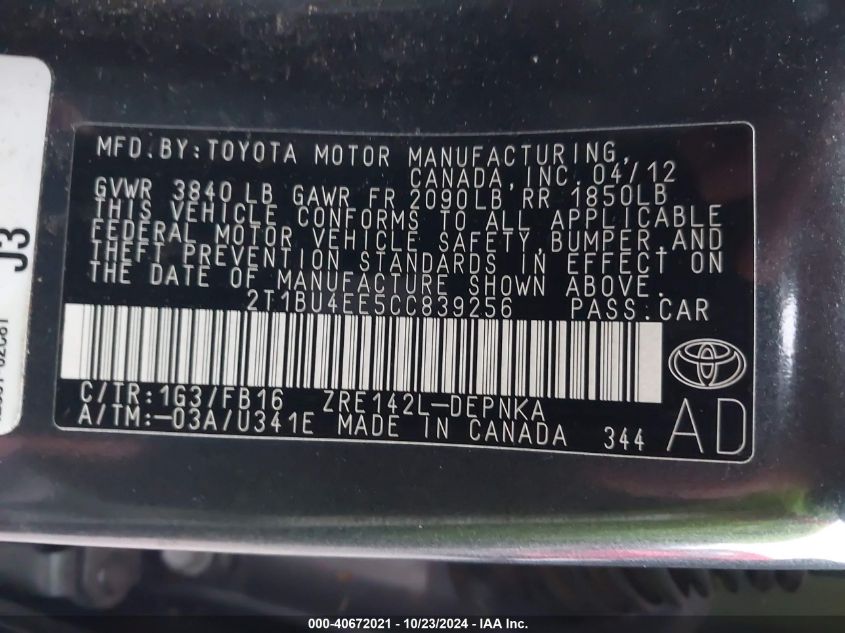 MFD.BY:TOYOTA MOTOR MANUFACTURING,
CANADA, INC. 04/12
GVWR 3840 LB GAWR FR 2090LB RR 1850LB
THIS VEHICLE CONFORMS TO ALL APPLICABLE
FEDERAL MOTOR VEHICLE SAFETY, BUMPER, AND
THEFT PREVENTION STANDARDS IN EFFECT ON
THE DATE OF MANUFACTURE SHOWN ABOVE.
2T1BU4EE5CC839256 PASS.CAR
C/TR:1G3/FB16 ZRE142L-DEPNKA
A/TM:-03A/U341E MADE IN CANADA 344 AD
J3
000-40672021 - 10/23/2024 - IAA Inc.